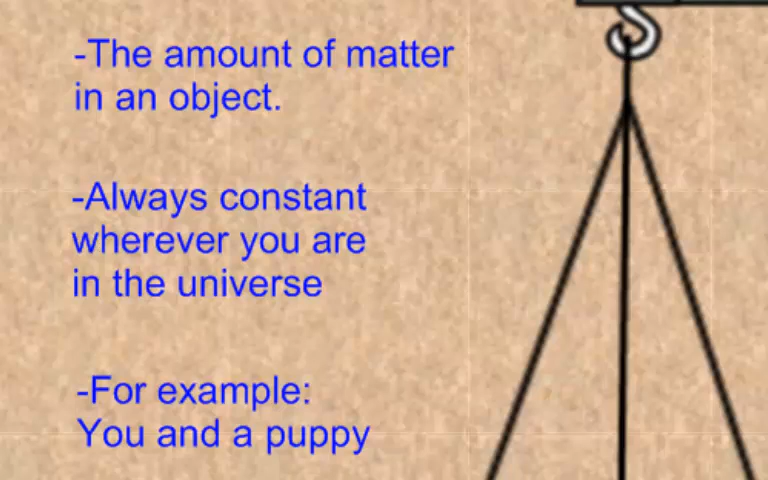 -The amount of matter
in an object.
-Always constant
wherever you are
in the universe
-For example:
You and a puppy